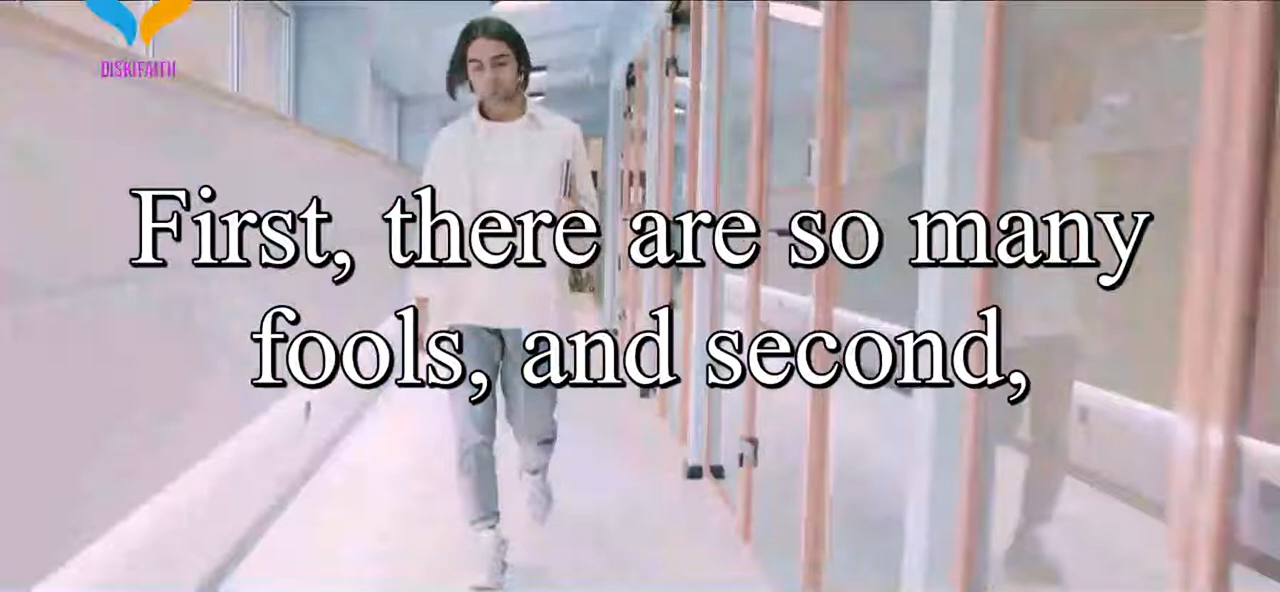 DISKIFAITH
First, there are so many
fools, and second,